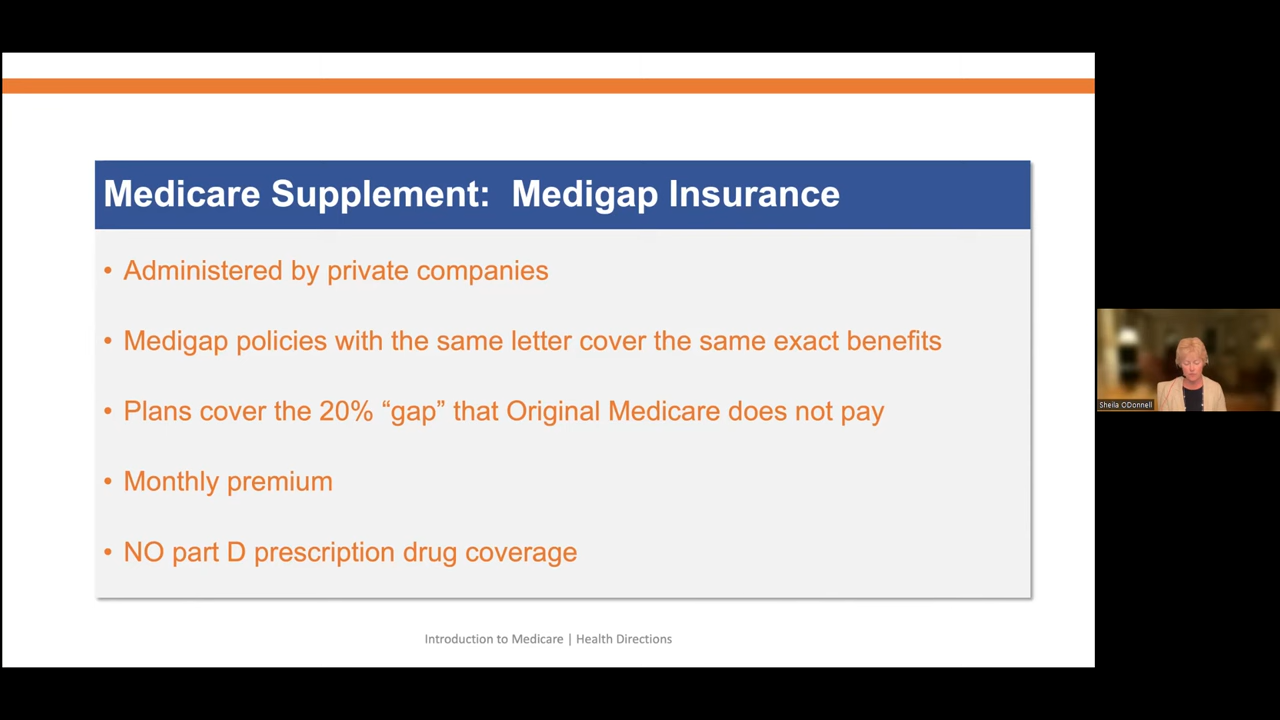 Medicare Supplement:  Medigap Insurance
• Administered by private companies
• Medigap policies with the same letter cover the same exact benefits
• Plans cover the 20% “gap” that Original Medicare does not pay
• Monthly premium
• NO part D prescription drug coverage
Sheila ODonnell
Introduction to Medicare | Health Directions